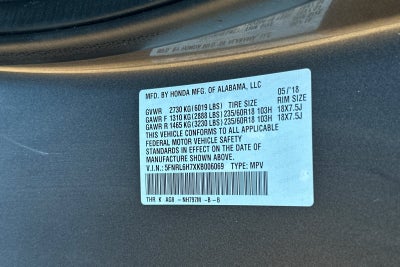 MFD. BY HONDA MFG. OF ALABAMA, LLC 05/'18
GVWR 2730 KG(6019 LBS) TIRE SIZE RIM SIZE
GAWR F 1310 KG(2888 LBS)235/60R18 103H 18X7.5J
GAWR R 1465 KG(3230 LBS)235/60R18 103H 18X7.5J
THIS VEHICLE CONFORMS TO ALL APPLICABLE
FEDERAL MOTOR VEHICLE SAFETY
STANDARDS IN EFFECT ON THE DATE OF
MANUFACTURE SHOWN ABOVE.
V.I.N.: 5FNRL6H7XKB006069 TYPE: MPV
THR K AG8 -NH797M -B-B